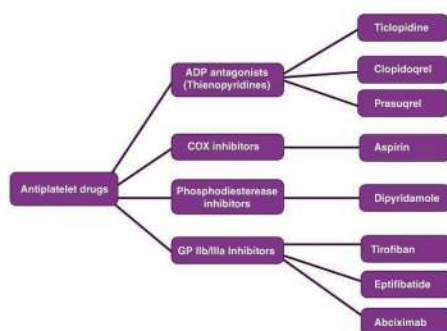 Antiplatelet drugs
ADP antagonists
(Thienopyridines)
Ticlopidine
Clopidoqrel
Prasuqrel
COX inhibitors
Aspirin
Phosphodiesterease
inhibitors
Dipyridamole
GP IIb/IIIa Inhibitors
Tirofiban
Eptifibatide
Abciximab